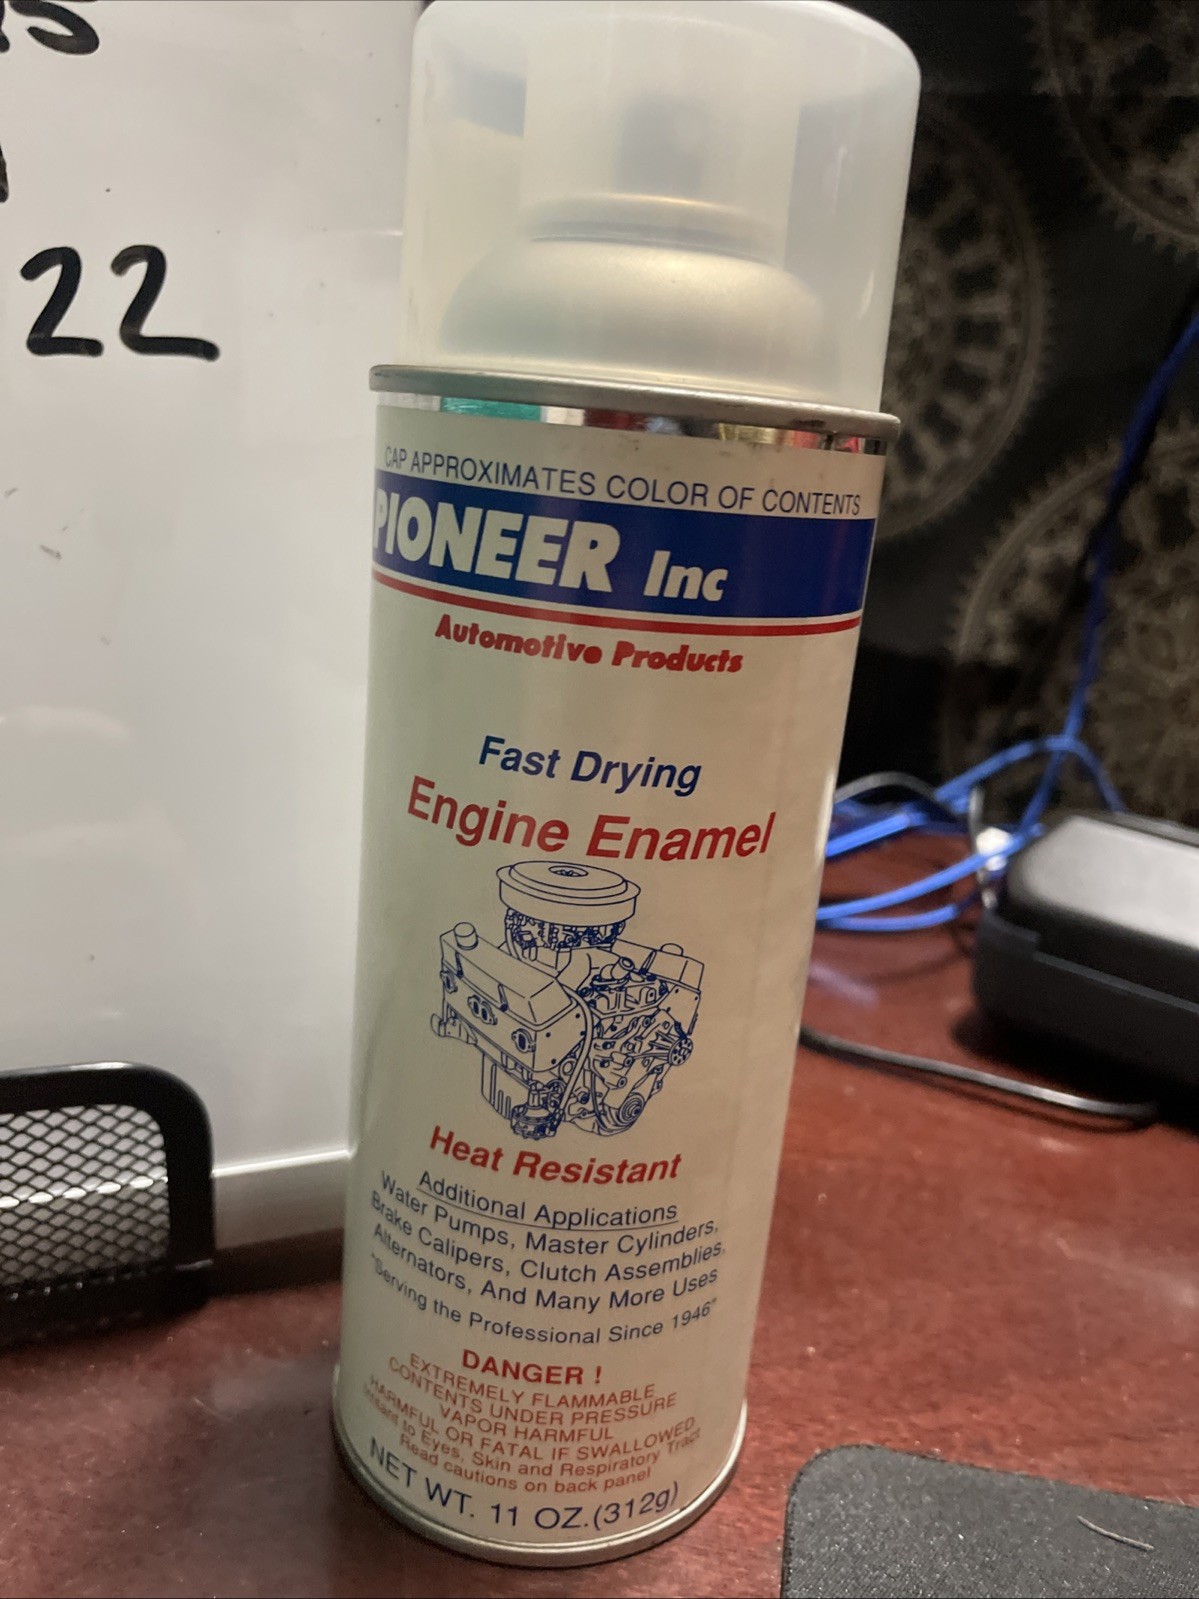 22
CAP APPROXIMATES COLOR OF CONTENTS
PIONEER Inc
Automotive Products
Fast Drying
Engine Enamel
Heat Resistant
Additional Applications
Water Pumps, Master Cylinders,
Brake Calipers, Clutch Assemblies,
Alternators, And Many More Uses
"Serving the Professional Since 1946"
DANGER !
EXTREMELY FLAMMABLE
CONTENTS UNDER PRESSURE
VAPOR HARMFUL
HARMFUL OR FATAL IF SWALLOWED
Irritant to Eyes, Skin and Respiratory Tract
Read cautions on back panel
NET WT. 11 OZ.(312g)